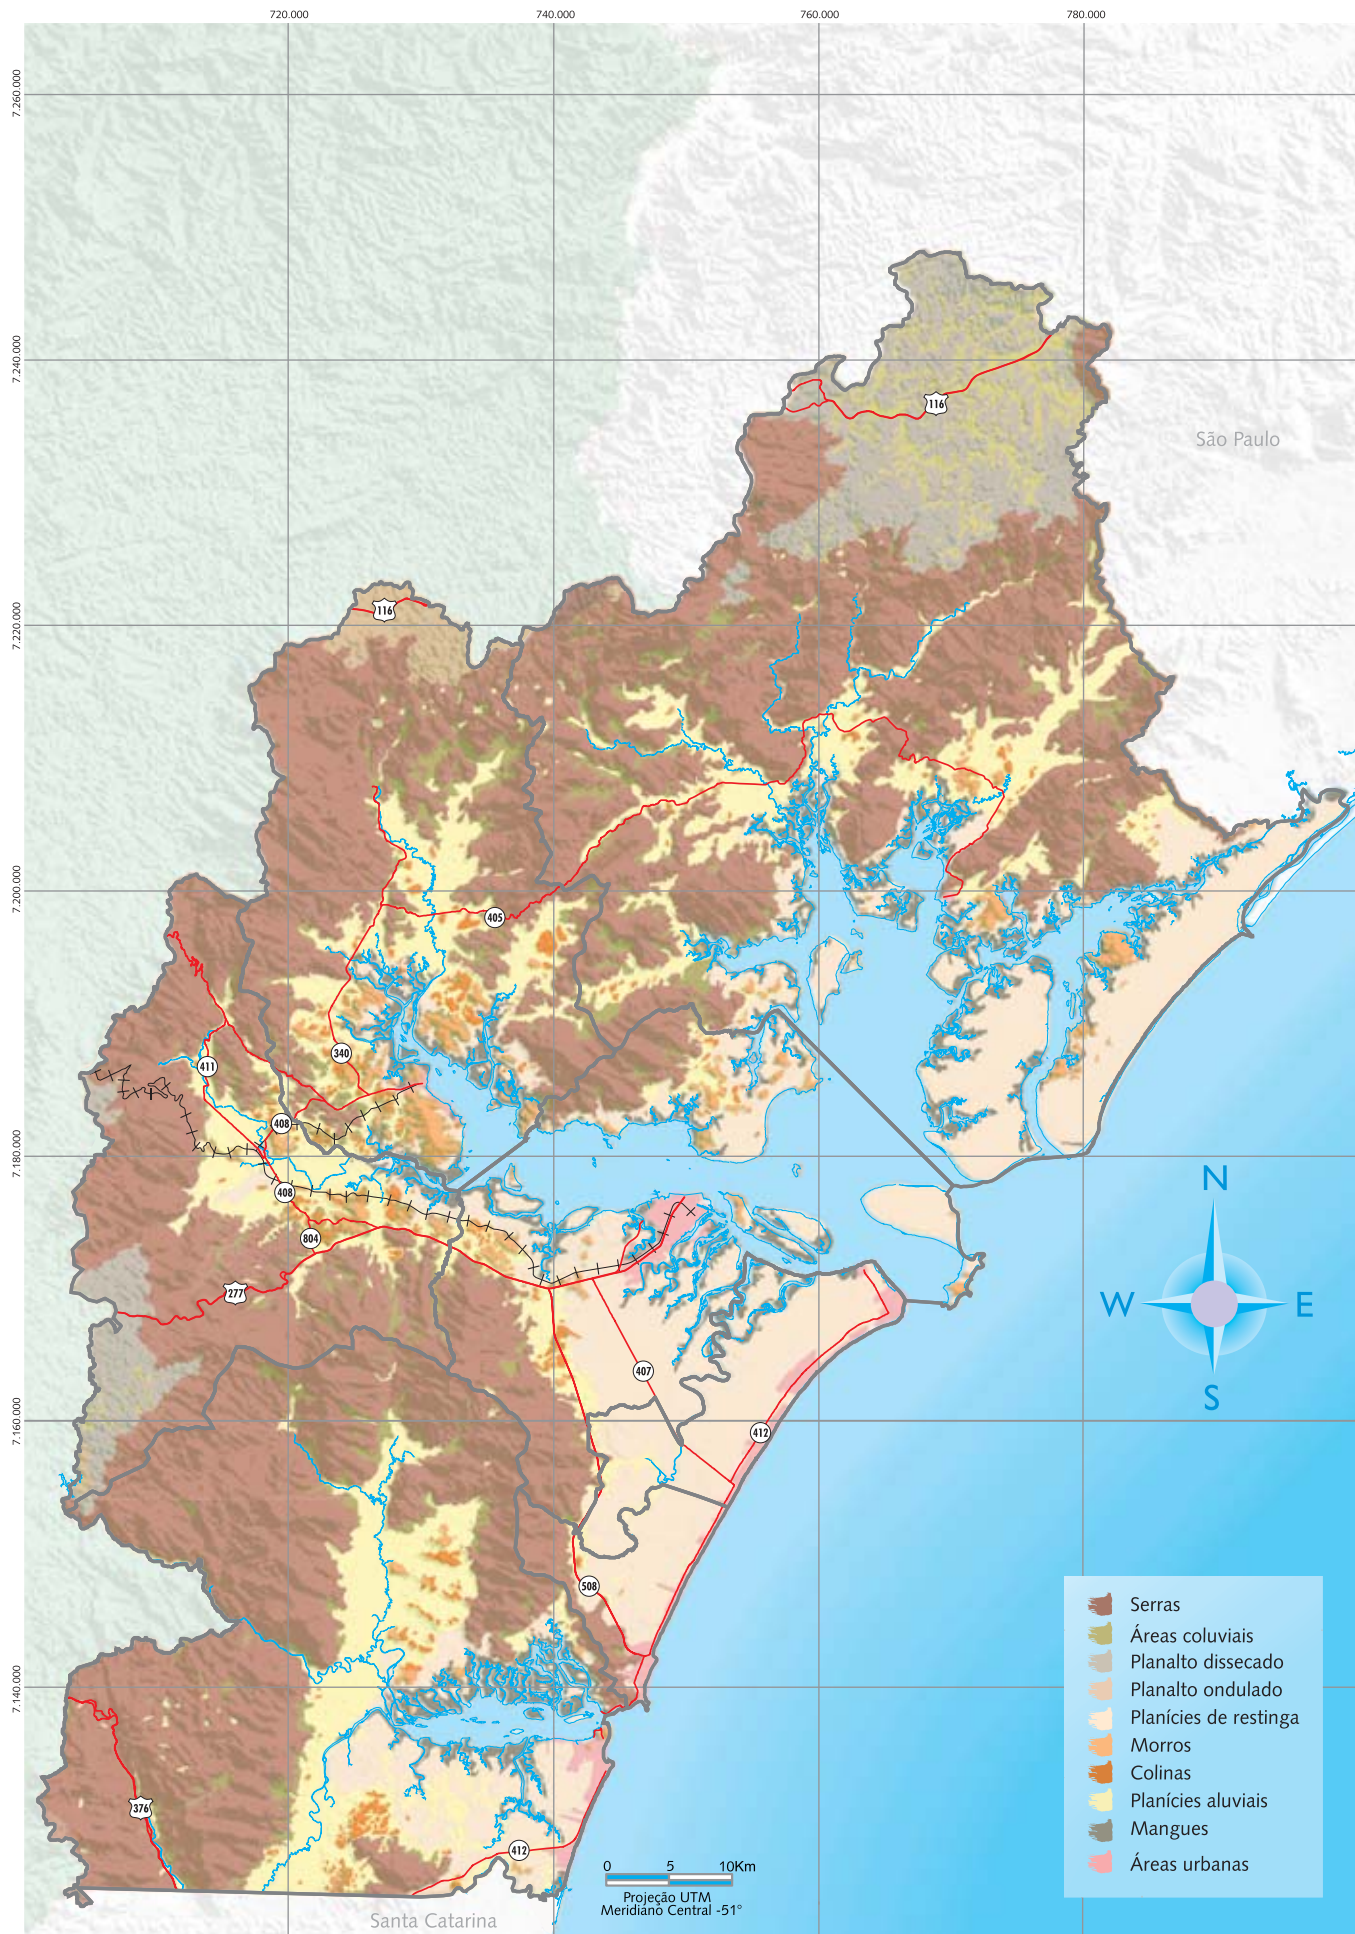 720.000
740.000
760.000
780.000
7.260.000
7.240.000
116
São Paulo
116
7.220.000
7.200.000
405
340
411
408
7.180.000
408
804
277
N
W
E
S
407
7.160.000
412
508
7.140.000
376
412
Serras
Áreas coluviais
Planalto dissecado
Planalto ondulado
Planícies de restinga
Morros
Colinas
Planícies aluviais
Mangues
Áreas urbanas
0 5 10Km
Projeção UTM
Meridiano Central -51°
Santa Catarina